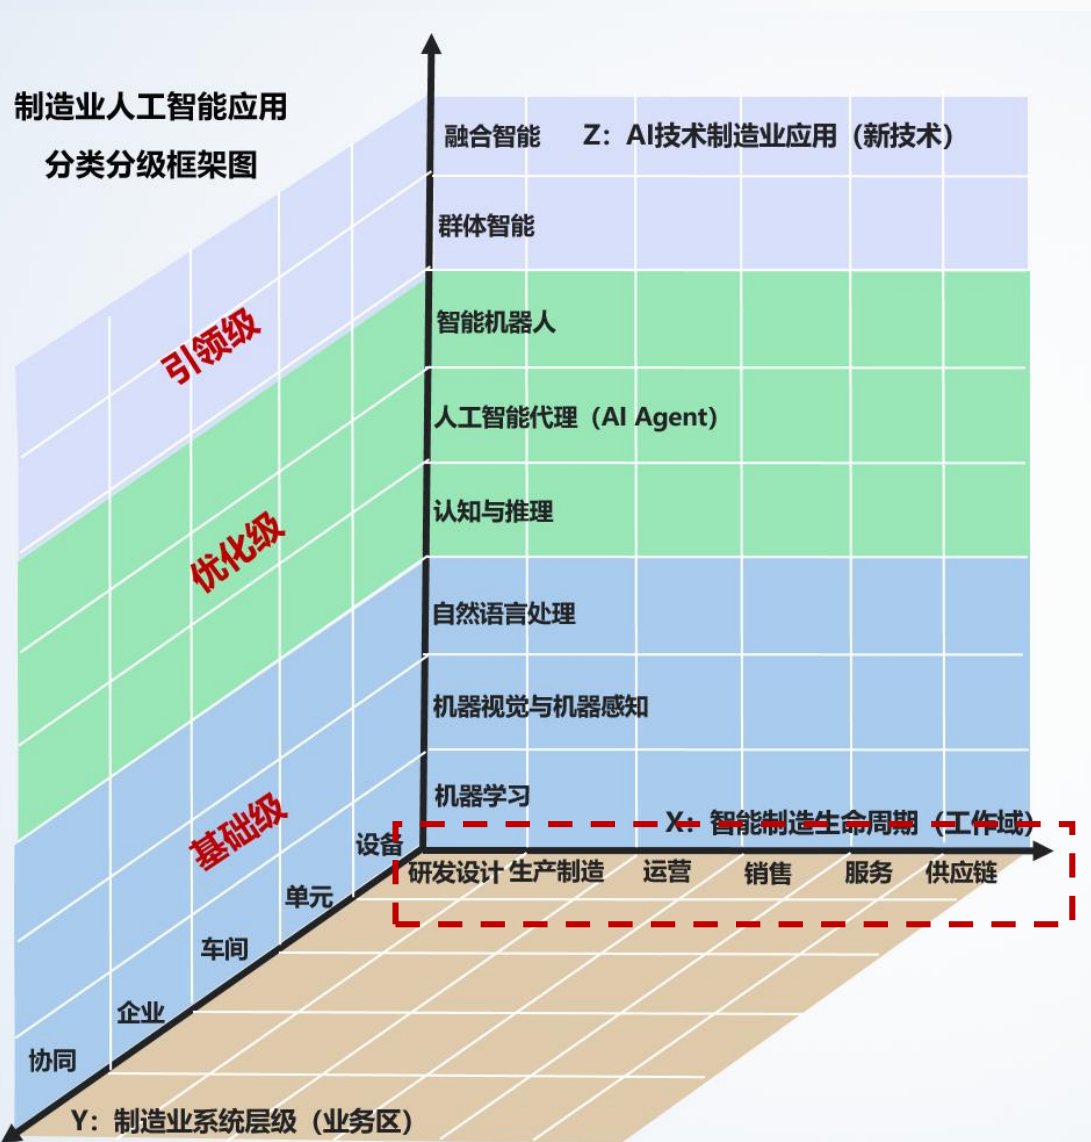 制造业人工智能应用
分类分级框架图
融合智能
Z：AI技术制造业应用（新技术）
群体智能
智能机器人
引领级
人工智能代理（AI Agent）
认知与推理
优化级
自然语言处理
机器视觉与机器感知
机器学习
基础级
X：智能制造生命周期（工作域）
设备
研发设计 生产制造 运营 销售 服务 供应链
单元
车间
企业
协同
Y：制造业系统层级（业务区）